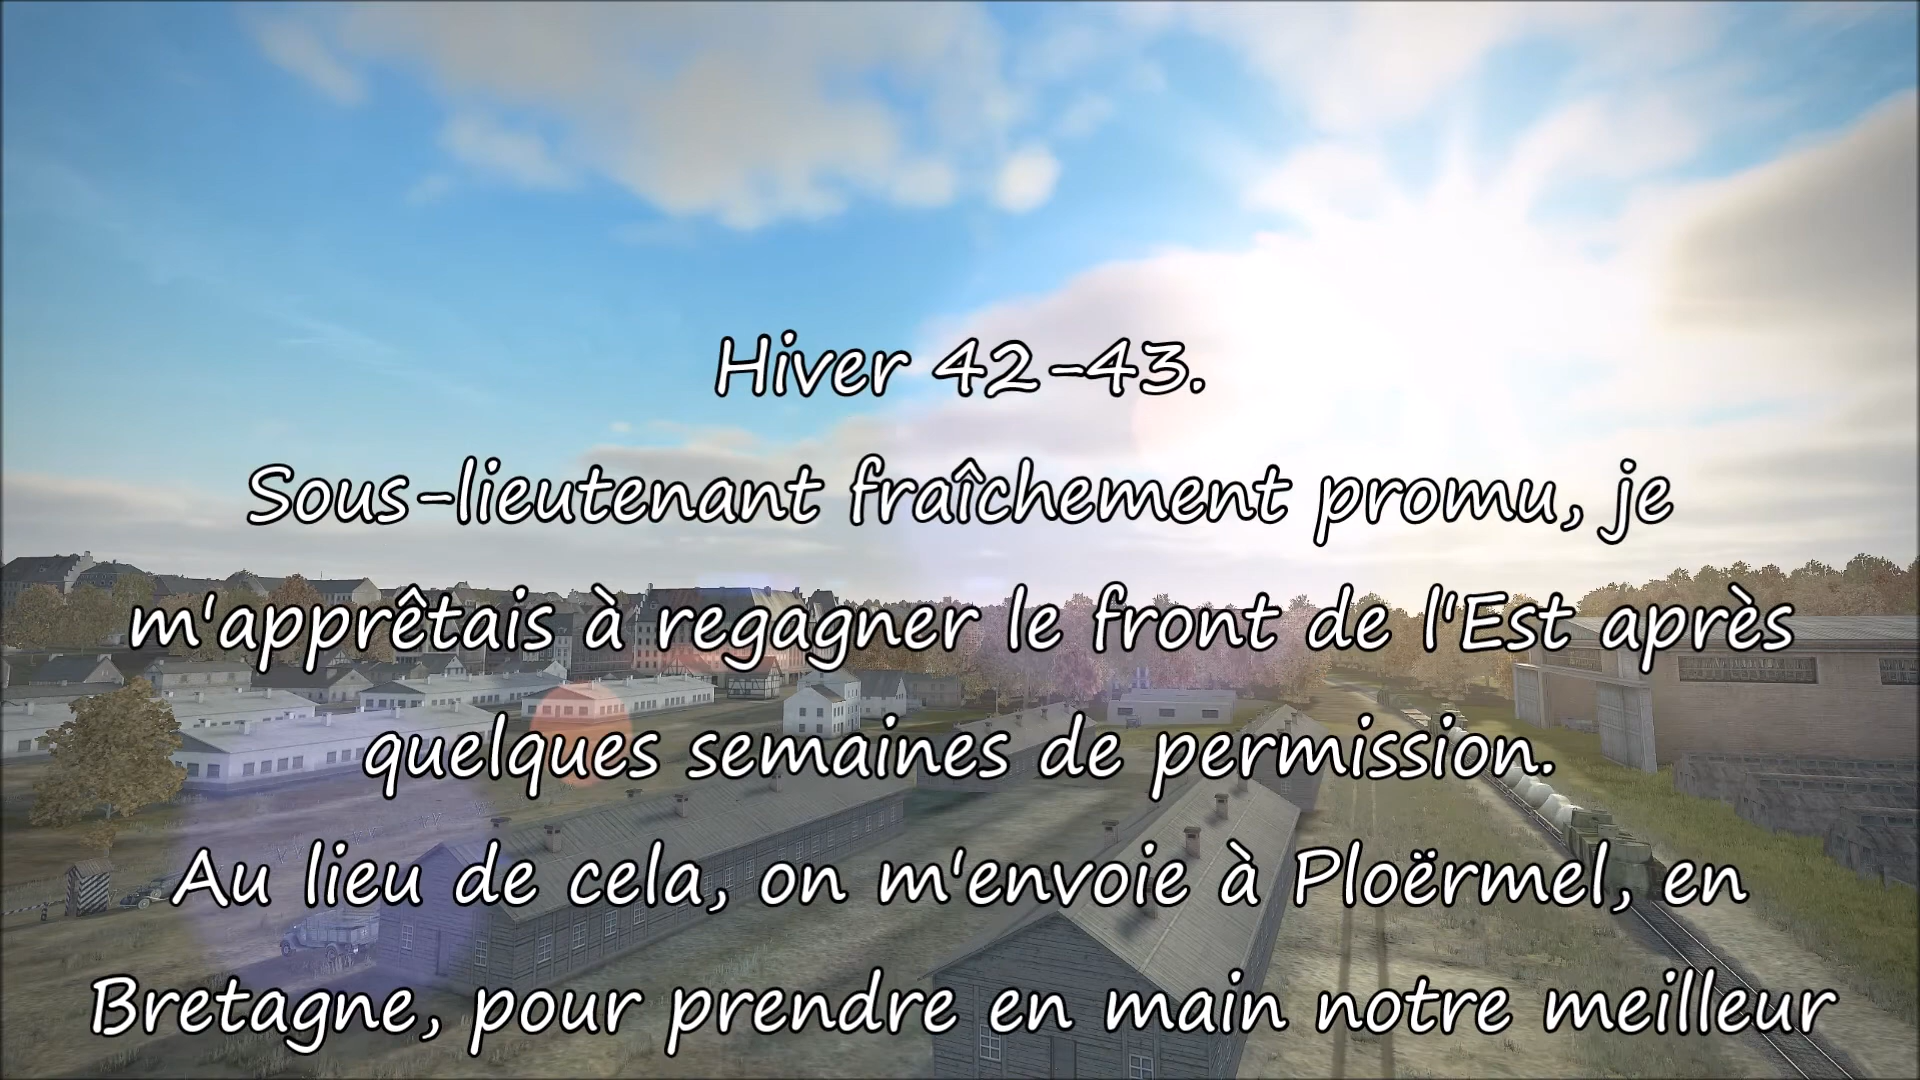 Hiver 42-43.
Sous-lieutenant fraîchement promu, je
m'apprêtais à regagner le front de l'Est après
quelques semaines de permission.
Au lieu de cela, on m'envoie à Ploërmel, en
Bretagne, pour prendre en main notre meilleur